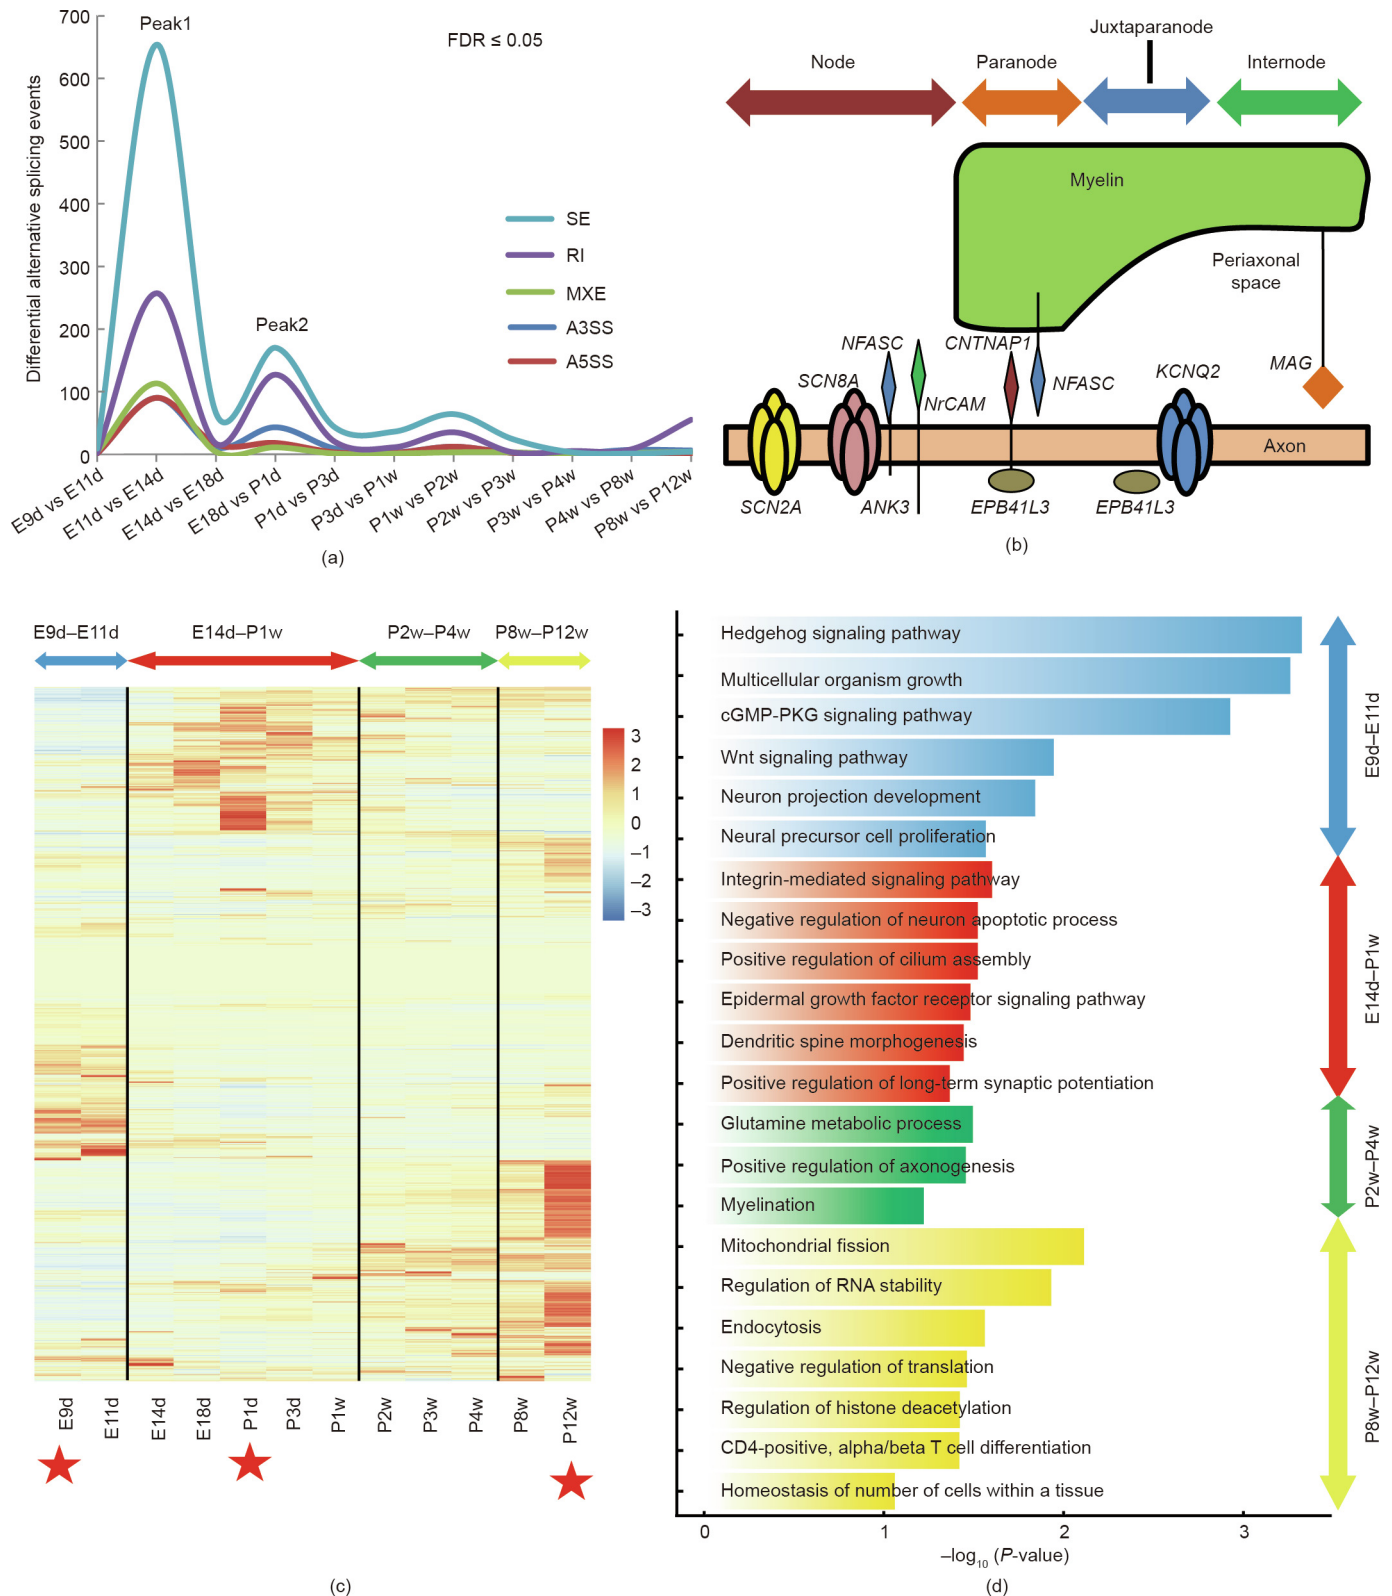 700
600
500
400
300
200
100
0
Differential alternative splicing events
Peak1
FDR ≤ 0.05
Peak2
SE
RI
MXE
A3SS
A5SS
E9d vs E11d
E11d vs E14d
E14d vs E18d
E18d vs P1d
P1d vs P3d
P3d vs P1w
P1w vs P2w
P2w vs P3w
P3w vs P4w
P4w vs P8w
P8w vs P12w
(a)
Juxtaparanode
Node
Paranode
Internode
Myelin
Periaxonal
space
NFASC
CNTNAP1
SCN8A
NrCAM
NFASC
KCNQ2
MAG
Axon
SCN2A
ANK3
EPB41L3
EPB41L3
(b)
E9d–E11d
E14d–P1w
P2w–P4w
P8w–P12w
3
2
1
0
–1
–2
–3
E9d
E11d
E14d
E18d
P1d
P3d
P1w
P2w
P3w
P4w
P8w
P12w
(c)
Hedgehog signaling pathway
Multicellular organism growth
cGMP-PKG signaling pathway
Wnt signaling pathway
Neuron projection development
Neural precursor cell proliferation
Integrin-mediated signaling pathway
Negative regulation of neuron apoptotic process
Positive regulation of cilium assembly
Epidermal growth factor receptor signaling pathway
Dendritic spine morphogenesis
Positive regulation of long-term synaptic potentiation
Glutamine metabolic process
Positive regulation of axonogenesis
Myelination
Mitochondrial fission
Regulation of RNA stability
Endocytosis
Negative regulation of translation
Regulation of histone deacetylation
CD4-positive, alpha/beta T cell differentiation
Homeostasis of number of cells within a tissue
E9d–E11d
E14d–P1w
P2w–P4w
P8w–P12w
0
1
2
3
–log10 (P-value)
(d)